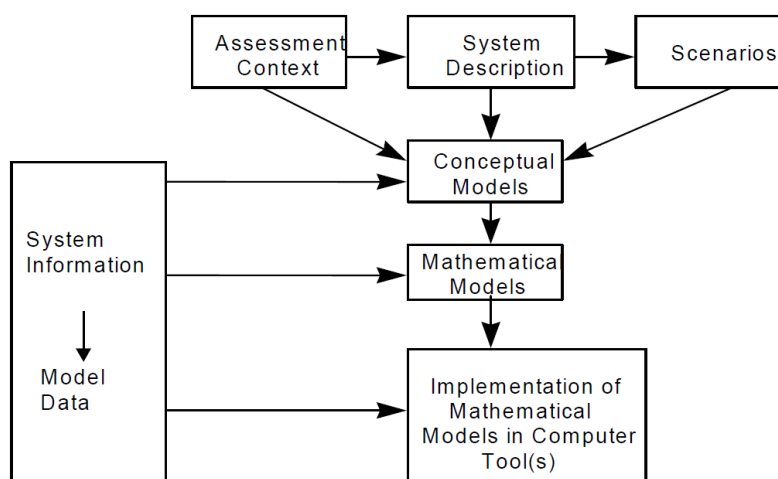 Assessment
Context
System
Description
Scenarios
Conceptual
Models
System
Information
Mathematical
Models
Model
Data
Implementation of
Mathematical
Models in Computer
Tool(s)